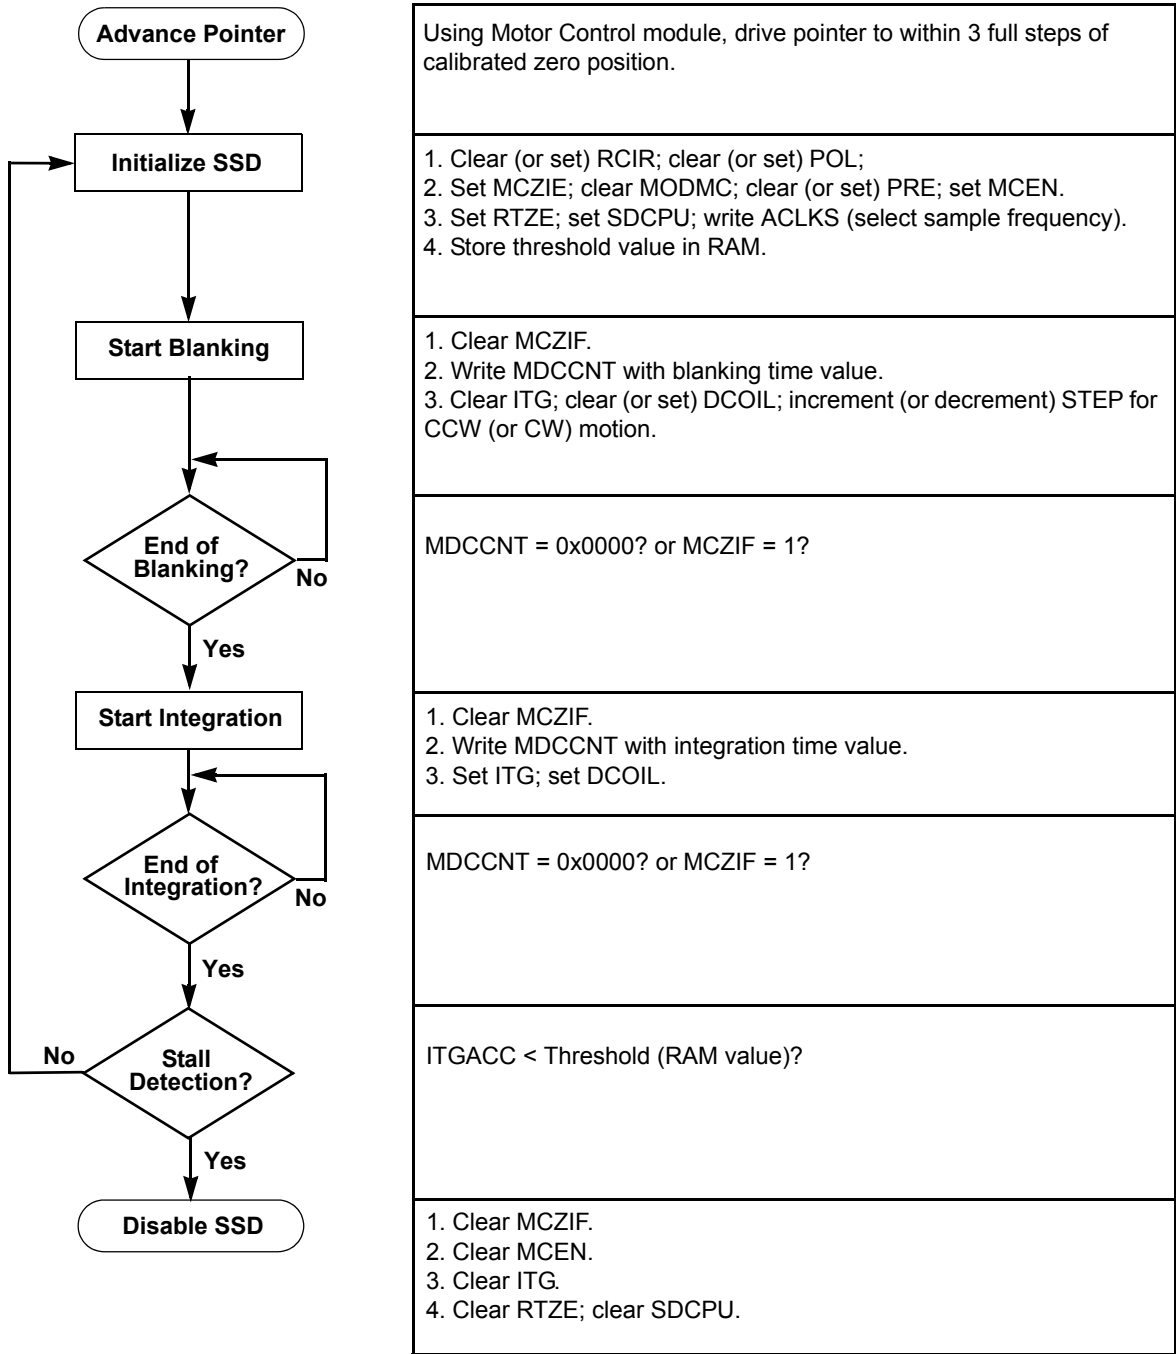 Advance Pointer
Using Motor Control module, drive pointer to within 3 full steps of
calibrated zero position.
Initialize SSD
1. Clear (or set) RCIR; clear (or set) POL;
2. Set MCZIE; clear MODMC; clear (or set) PRE; set MCEN.
3. Set RTZE; set SDCPU; write ACLKS (select sample frequency).
4. Store threshold value in RAM.
Start Blanking
1. Clear MCZIF.
2. Write MDCCNT with blanking time value.
3. Clear ITG; clear (or set) DCOIL; increment (or decrement) STEP for
CCW (or CW) motion.
End of
Blanking?
No
Yes
MDCCNT = 0x0000? or MCZIF = 1?
Start Integration
1. Clear MCZIF.
2. Write MDCCNT with integration time value.
3. Set ITG; set DCOIL.
End of
Integration?
No
Yes
MDCCNT = 0x0000? or MCZIF = 1?
No
Stall
Detection?
Yes
ITGACC < Threshold (RAM value)?
Disable SSD
1. Clear MCZIF.
2. Clear MCEN.
3. Clear ITG.
4. Clear RTZE; clear SDCPU.